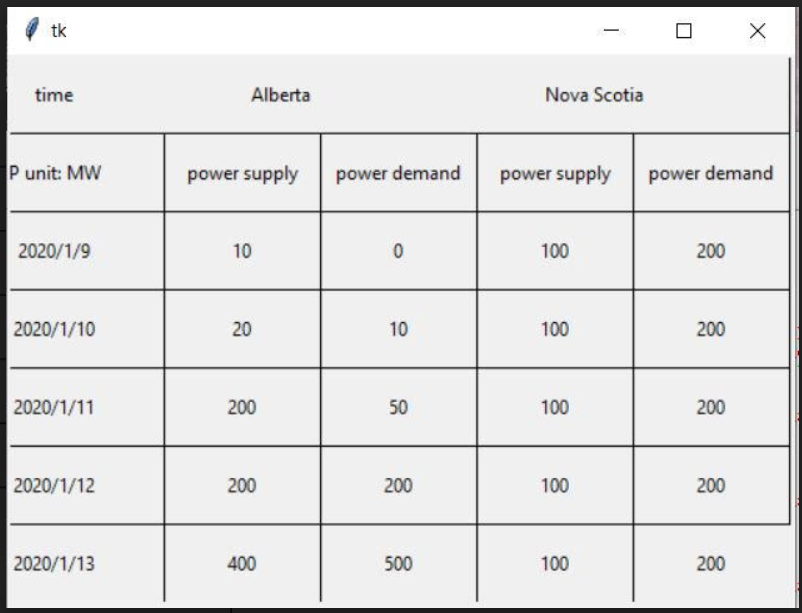 tk
time Alberta Nova Scotia
P unit: MW power supply power demand power supply power demand
2020/1/9 10 0 100 200
2020/1/10 20 10 100 200
2020/1/11 200 50 100 200
2020/1/12 200 200 100 200
2020/1/13 400 500 100 200